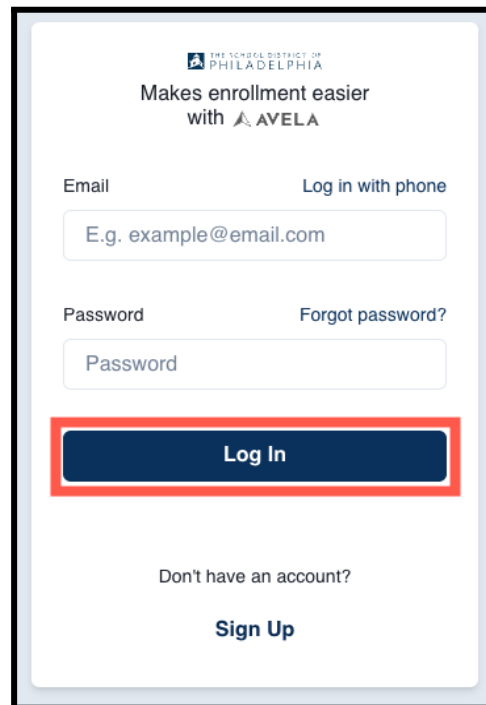 THE SCHOOL DISTRICT OF
PHILADELPHIA
Makes enrollment easier
with AVELA
Email
Log in with phone
E.g. example@email.com
Password
Forgot password?
Password
Log In
Don't have an account?
Sign Up